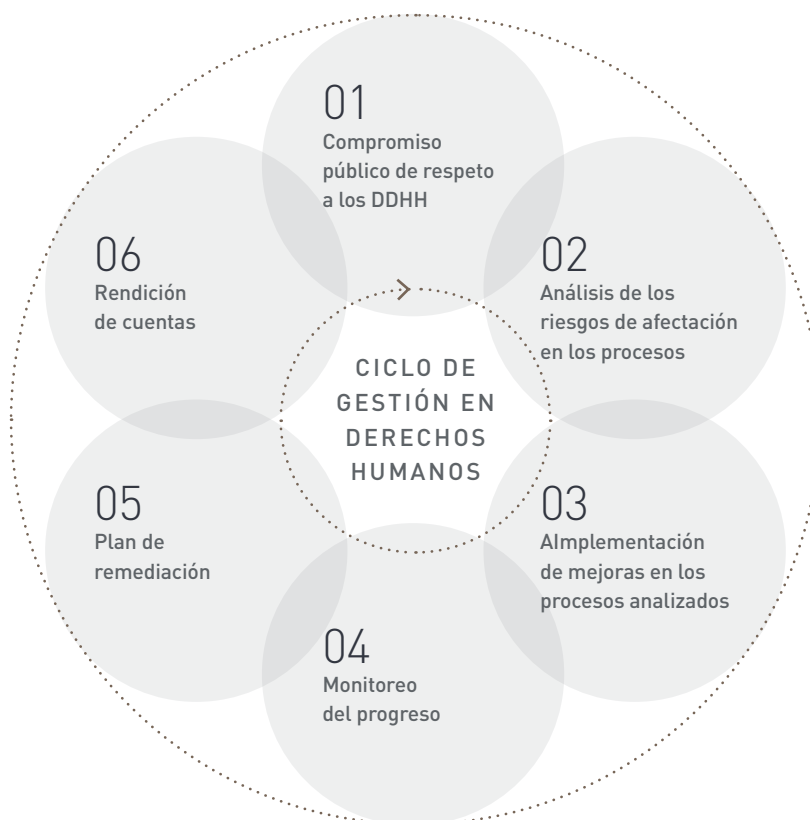 01
Compromiso
público de respeto
a los DDHH
02
Análisis de los
riesgos de afectación
en los procesos
03
AImplementación
de mejoras en los
procesos analizados
04
Monitoreo
del progreso
05
Plan de
remediación
06
Rendición
de cuentas
CICLO DE
GESTIÓN EN
DERECHOS
HUMANOS